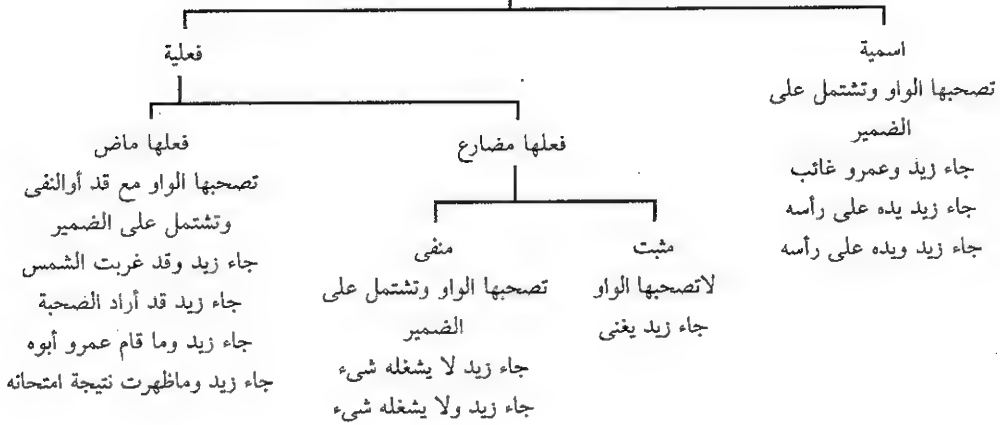 اسمية
تصحبها الواو وتشتمل على
الضمير
جاء زيد وعمرو غائب
جاء زيد يده على رأسه
جاء زيد ويده على رأسه
فعلية
فعلها مضارع
مثبت
لاتصحبها الواو
جاء زيد يغنى
منفى
تصحبها الواو وتشتمل على
الضمير
جاء زيد لا يشغله شىء
جاء زيد ولا يشغله شىء
فعلها ماض
تصحبها الواو مع قد أوالنفى
وتشتمل على الضمير
جاء زيد وقد غربت الشمس
جاء زيد قد أراد الضحبة
جاء زيد وما قام عمرو أبوه
جاء زيد وماظهرت نتيجة امتحانه